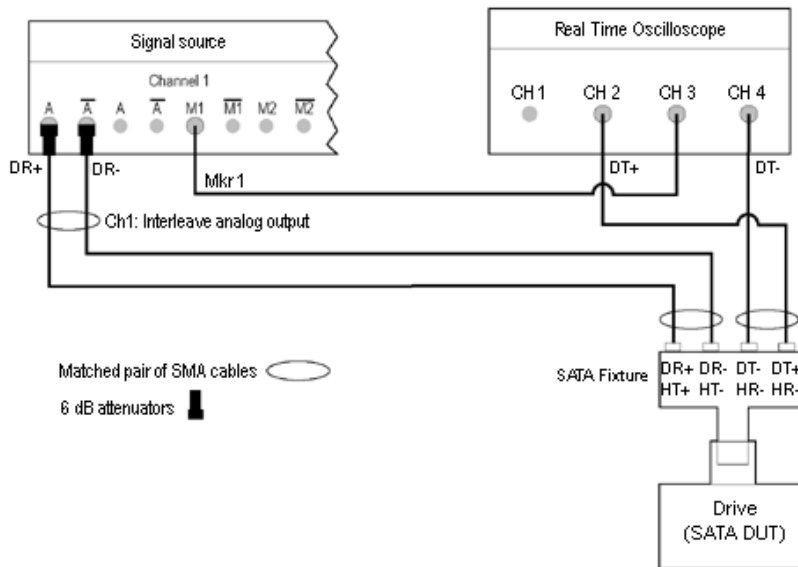 Signal source
Channel 1
A A̅ A A̅ M1 M̅1̅ M2 M̅2̅
DR+ DR-
Mkr 1
Ch1: Interleave analog output
Real Time Oscilloscope
CH 1 CH 2 CH 3 CH 4
DT+ DT-
Matched pair of SMA cables
6 dB attenuators
SATA Fixture
DR+ DR- DT- DT+
HT+ HT- HR- HR-
Drive
(SATA DUT)